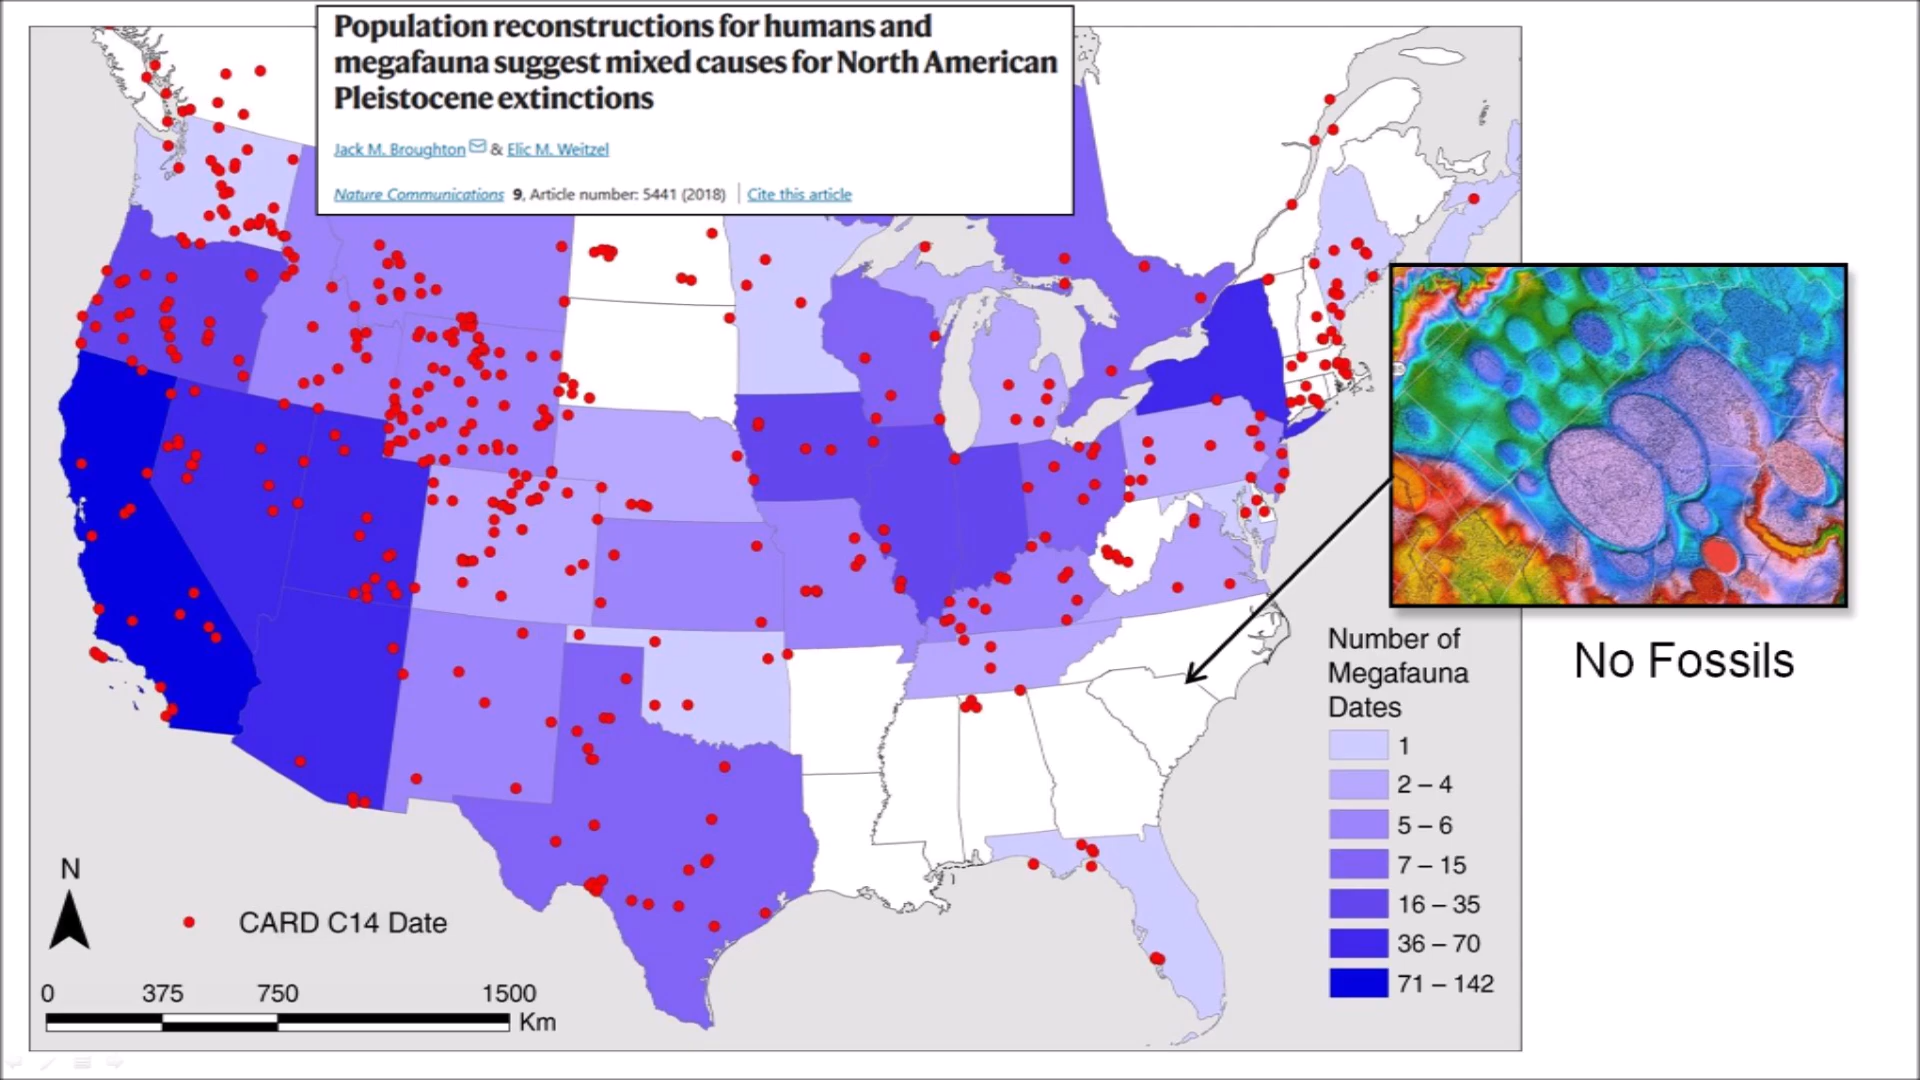 Population reconstructions for humans and
megafauna suggest mixed causes for North American
Pleistocene extinctions
Jack M. Broughton & Elic M. Weitzel
Nature Communications 9, Article number: 5441 (2018) Cite this article
No Fossils
Number of
Megafauna
Dates
1
2 – 4
5 – 6
7 – 15
16 – 35
36 – 70
71 – 142
N
CARD C14 Date
0 375 750 1500
Km